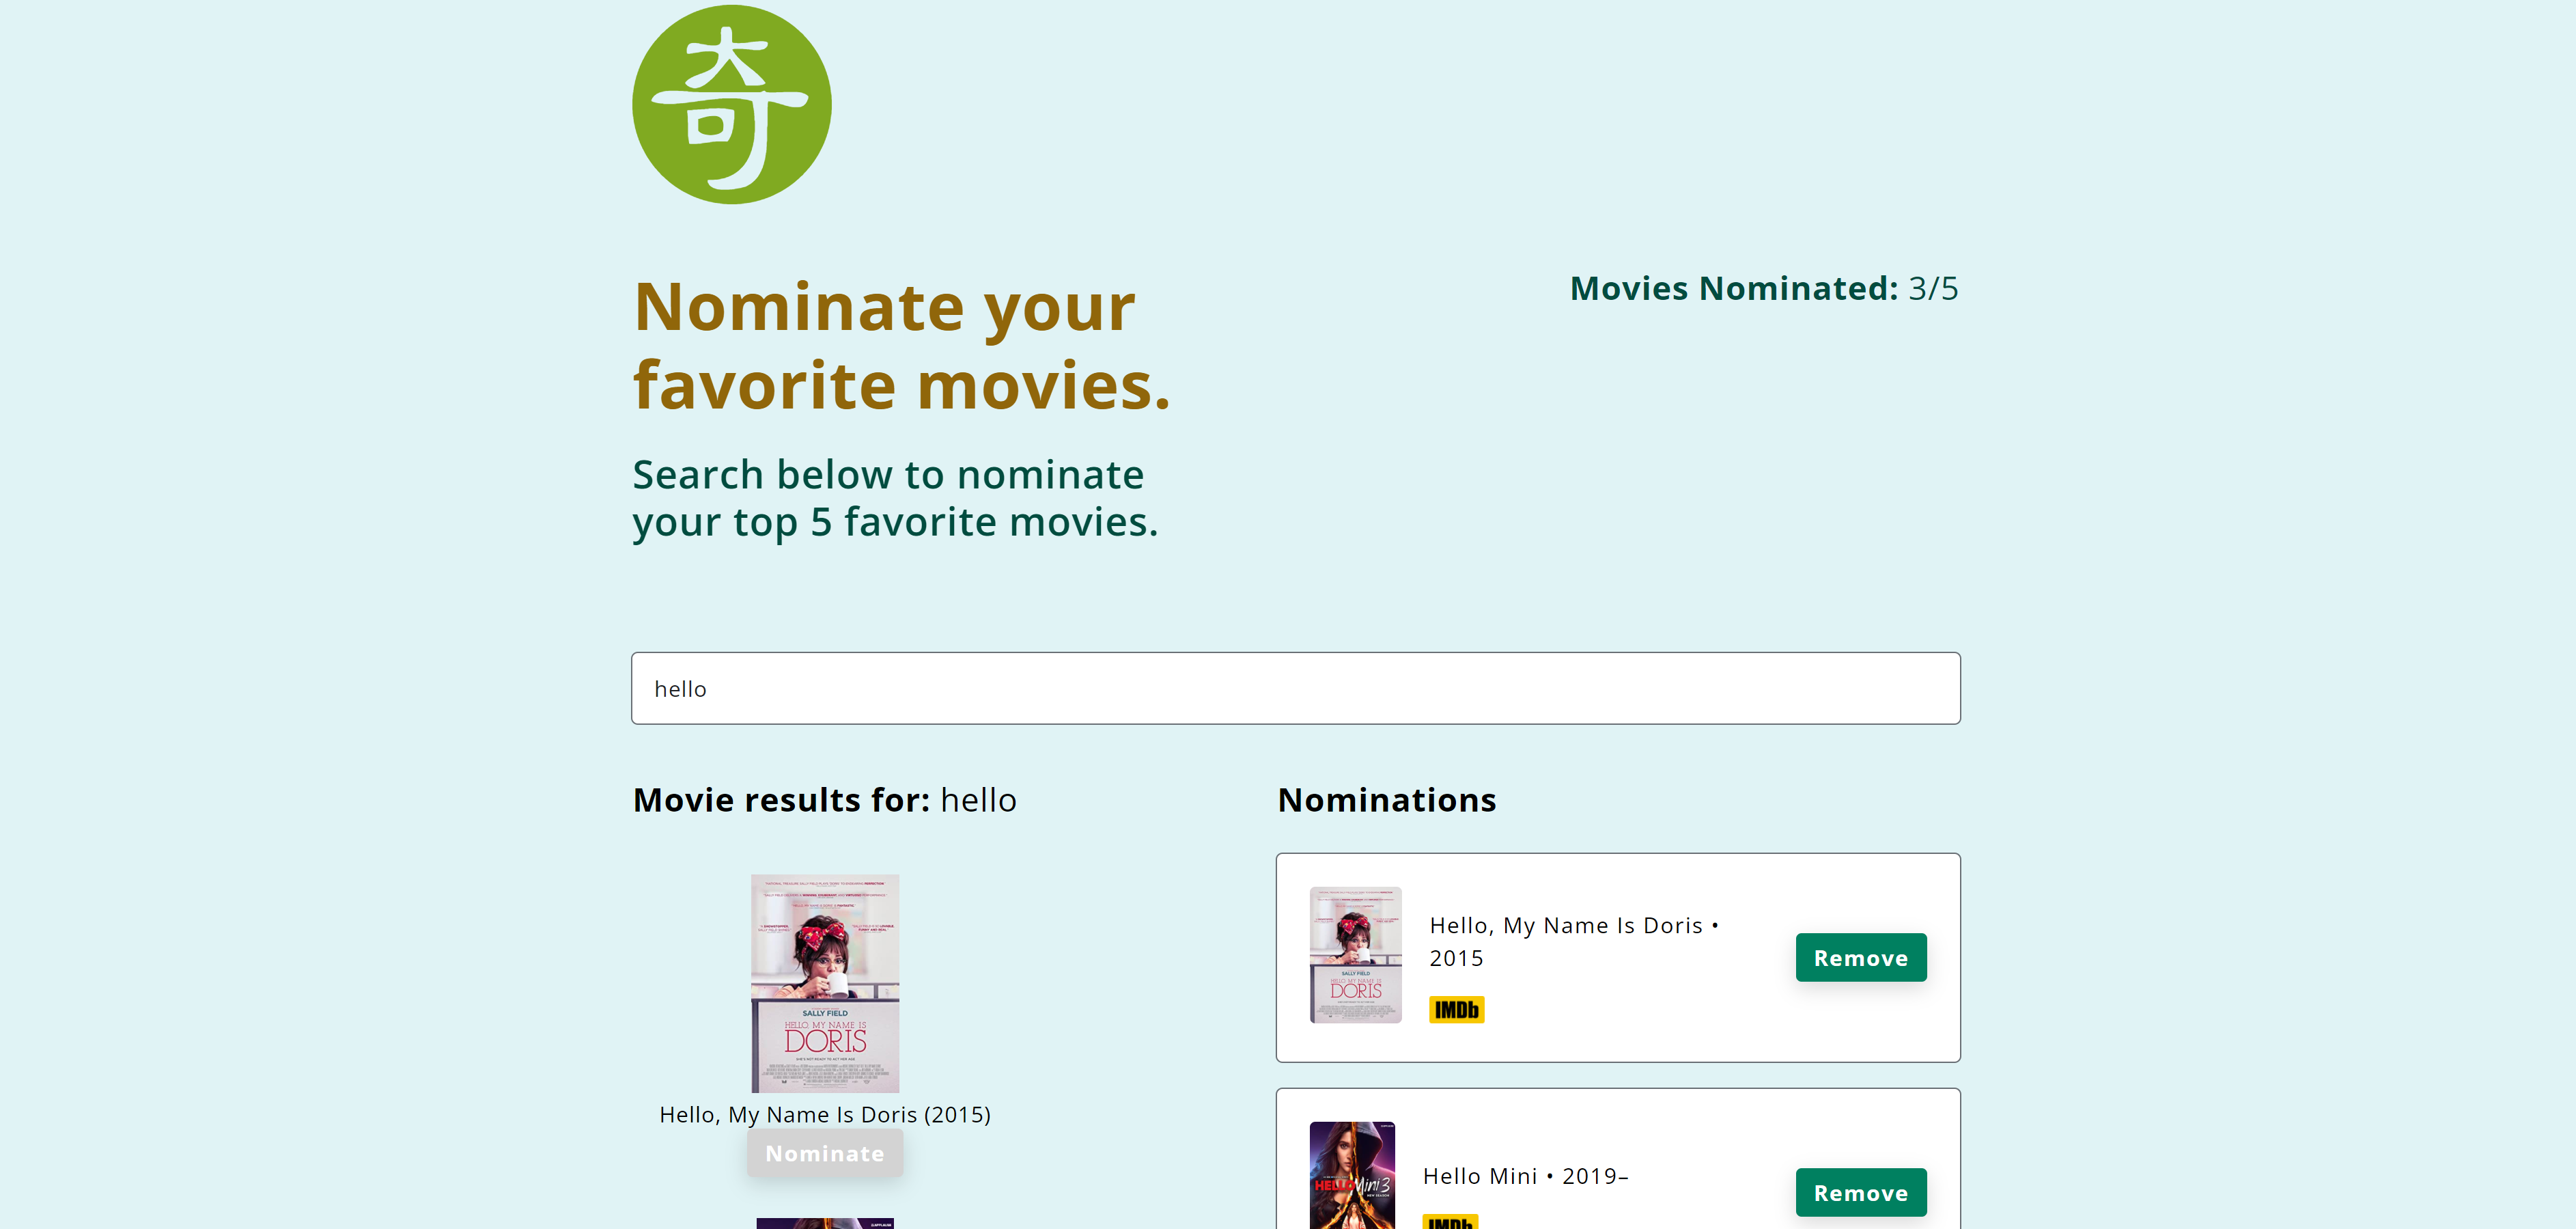 奇
Nominate your
favorite movies.
Movies Nominated: 3/5
Search below to nominate
your top 5 favorite movies.
hello
Movie results for: hello
SALLY FIELD
HELLO, MY NAME IS
DORIS
Hello, My Name Is Doris (2015)
Nominate
Nominations
SALLY FIELD
HELLO, MY NAME IS
DORIS
Hello, My Name Is Doris •
2015
IMDb
Remove
HELLO Mini 3
Hello Mini • 2019–
IMDb
Remove